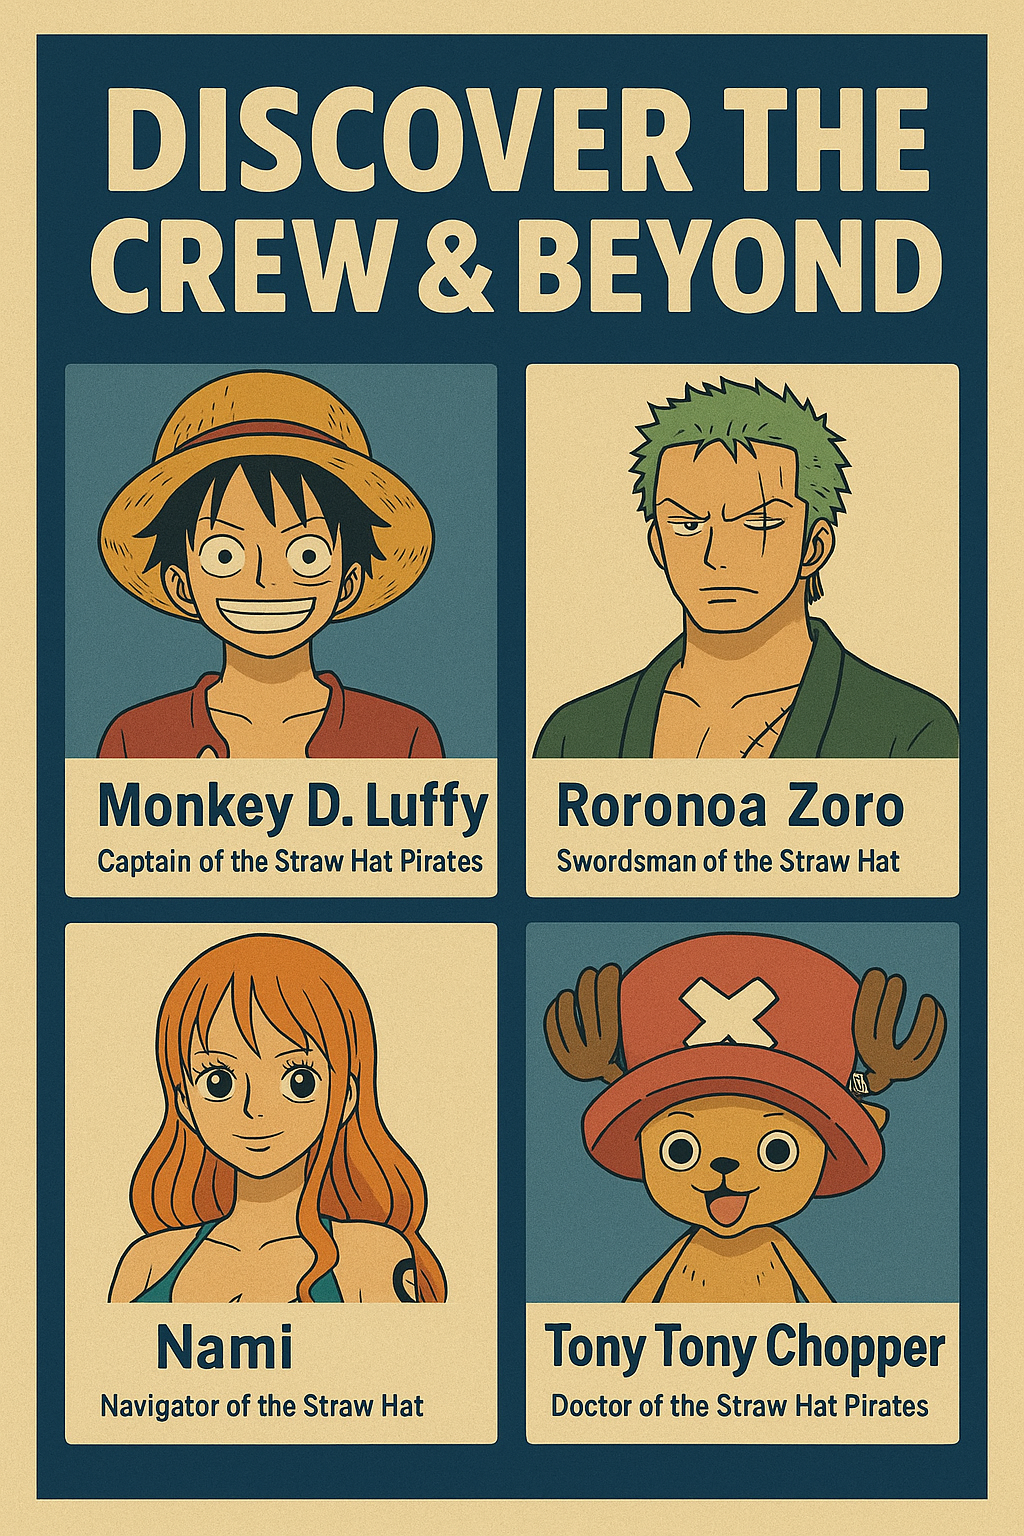 DISCOVER THE
CREW & BEYOND
Monkey D. Luffy
Captain of the Straw Hat Pirates
Roronoa Zoro
Swordsman of the Straw Hat
Nami
Navigator of the Straw Hat
Tony Tony Chopper
Doctor of the Straw Hat Pirates